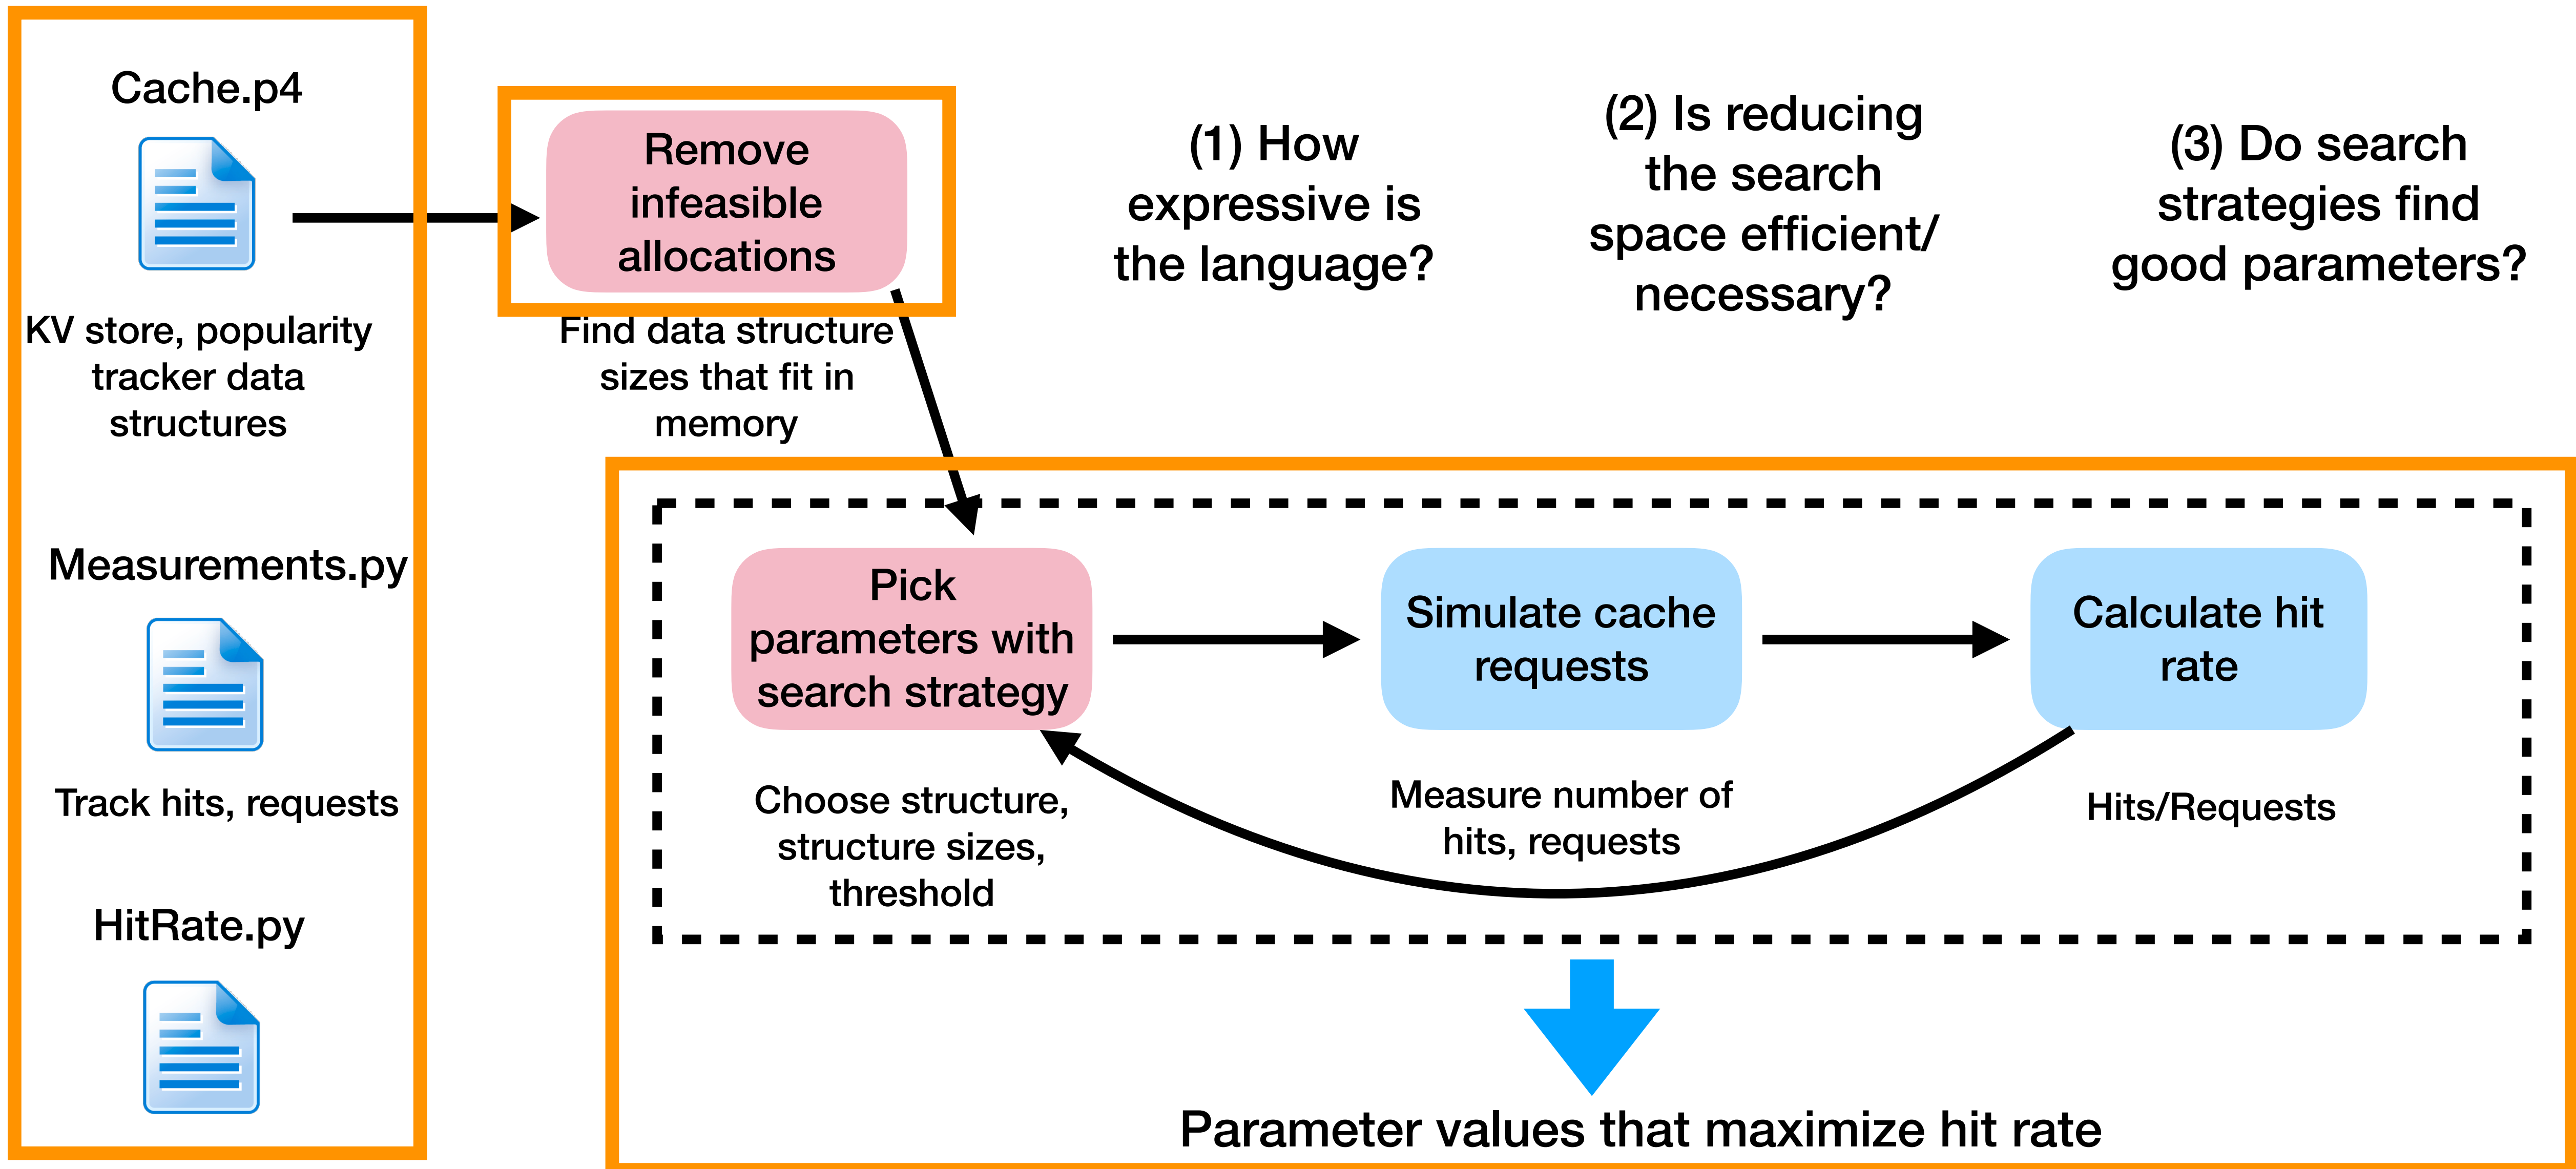 Cache.p4
KV store, popularity
tracker data
structures
Measurements.py
Track hits, requests
HitRate.py
Remove
infeasible
allocations
Find data structure
sizes that fit in
memory
(1) How
expressive is
the language?
(2) Is reducing
the search
space efficient/
necessary?
(3) Do search
strategies find
good parameters?
Pick
parameters with
search strategy
Choose structure,
structure sizes,
threshold
Simulate cache
requests
Measure number of
hits, requests
Calculate hit
rate
Hits/Requests
Parameter values that maximize hit rate